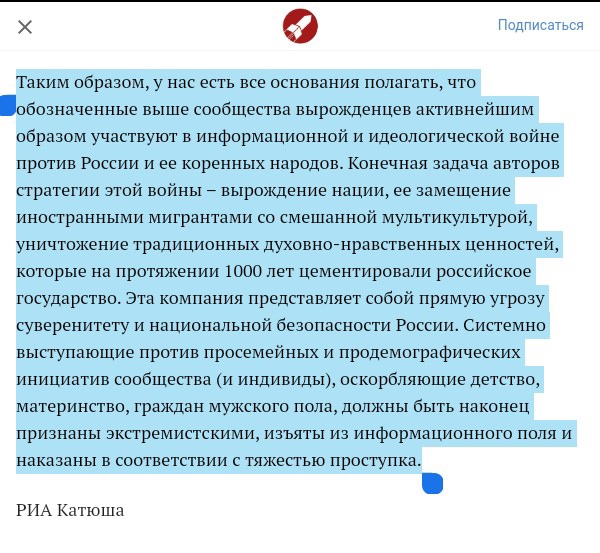 Подписаться
Таким образом, у нас есть все основания полагать, что
обозначенные выше сообщества вырожденцев активнейшим
образом участвуют в информационной и идеологической войне
против России и ее коренных народов. Конечная задача авторов
стратегии этой войны – вырождение нации, ее замещение
иностранными мигрантами со смешанной мультикультурой,
уничтожение традиционных духовно-нравственных ценностей,
которые на протяжении 1000 лет цементировали российское
государство. Эта компания представляет собой прямую угрозу
суверенитету и национальной безопасности России. Системно
выступающие против просемейных и продемографических
инициатив сообщества (и индивиды), оскорбляющие детство,
материнство, граждан мужского пола, должны быть наконец
признаны экстремистскими, изъяты из информационного поля и
наказаны в соответствии с тяжестью проступка.
РИА Катюша